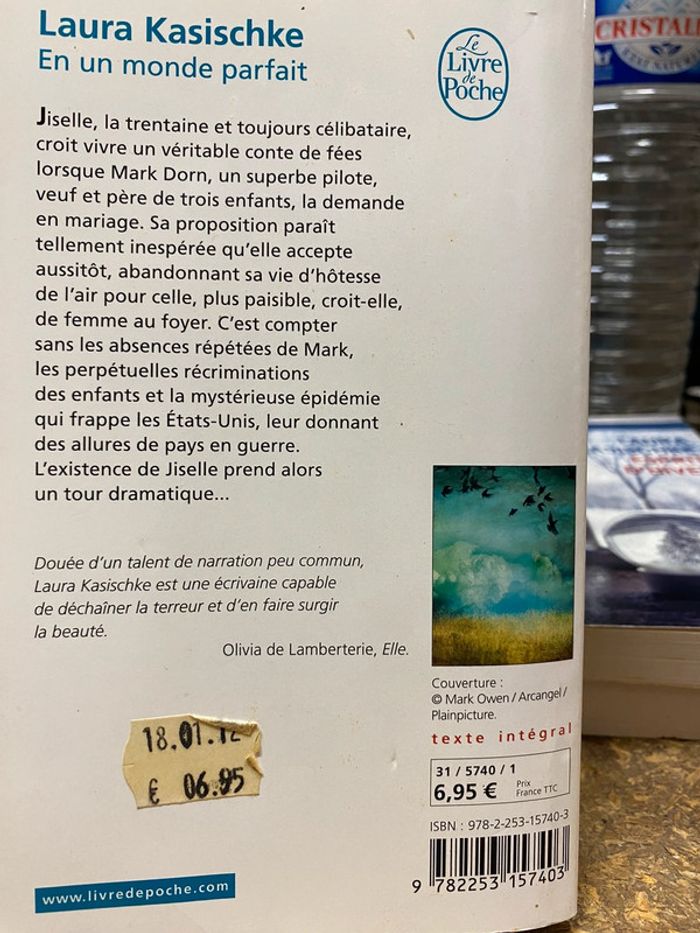 Laura Kasischke
En un monde parfait
Le
Livre
de
Poche
Jiselle, la trentaine et toujours célibataire,
croit vivre un véritable conte de fées
lorsque Mark Dorn, un superbe pilote,
veuf et père de trois enfants, la demande
en mariage. Sa proposition paraît
tellement inespérée qu'elle accepte
aussitôt, abandonnant sa vie d'hôtesse
de l'air pour celle, plus paisible, croit-elle,
de femme au foyer. C'est compter
sans les absences répétées de Mark,
les perpétuelles récriminations
des enfants et la mystérieuse épidémie
qui frappe les États-Unis, leur donnant
des allures de pays en guerre.
L'existence de Jiselle prend alors
un tour dramatique...
Douée d'un talent de narration peu commun,
Laura Kasischke est une écrivaine capable
de déchaîner la terreur et d'en faire surgir
la beauté.
Olivia de Lamberterie, Elle.
Couverture :
© Mark Owen / Arcangel /
Plainpicture.
texte intégral
31 / 5740 / 1
6,95 €
Prix
France TTC
ISBN : 978-2-253-15740-3
9 782253 157403
18.01.12
€ 06.95
www.livredepoche.com
CRISTAL